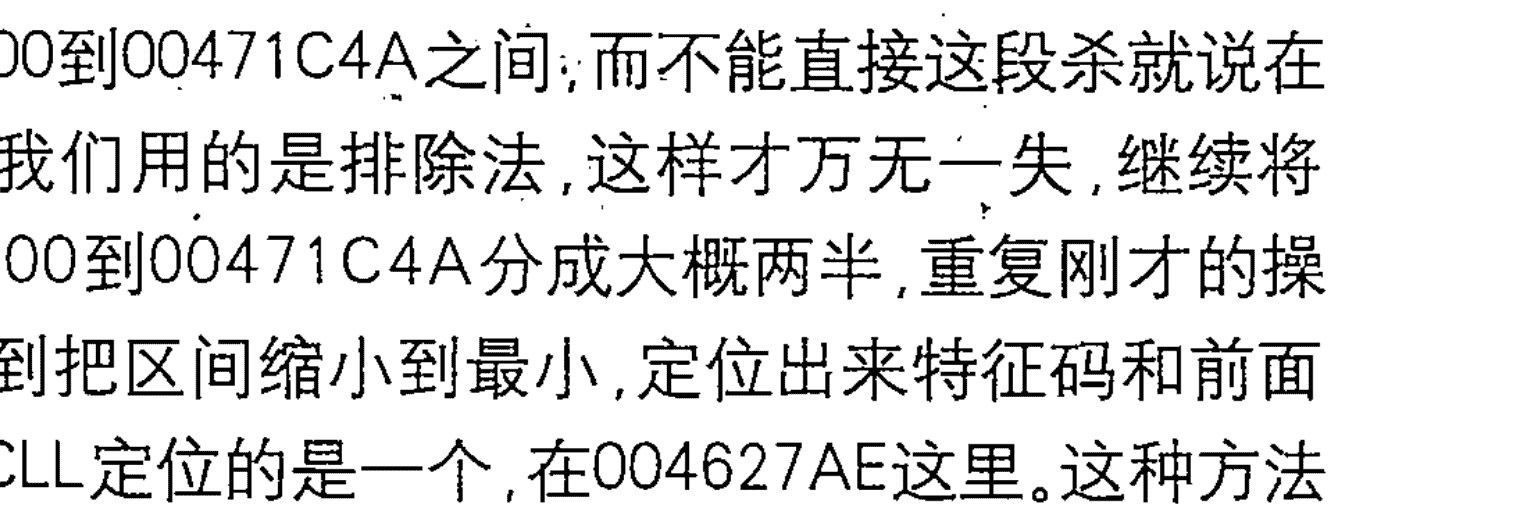 00到00471C4A之间,而不能直接这段杀就说在
我们用的是排除法,这样才万无一失,继续将
00到00471C4A分成大概两半,重复刚才的操
到把区间缩小到最小,定位出来特征码和前面
CLL定位的是一个,在004627AE这里。这种方法